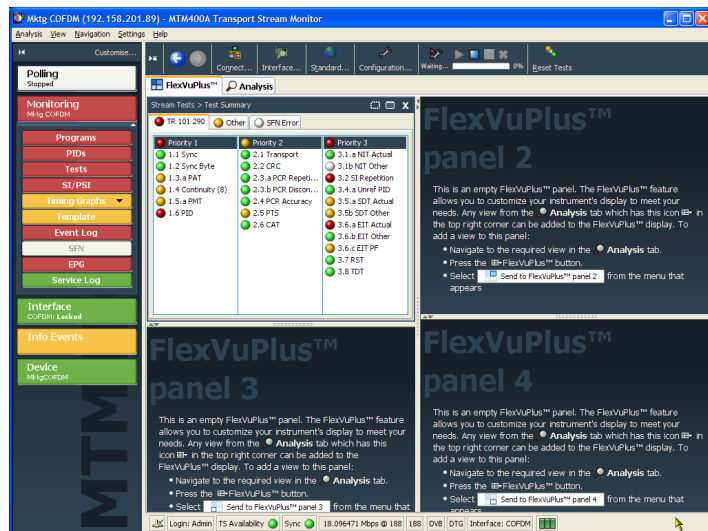 Mktg COFDM (192.158.201.89) - MTM400A Transport Stream Monitor
Analysis View Navigation Settings Help
Customise...
Polling
Stopped
Monitoring
Mktg COFDM
Programs
PIDs
Tests
SI/PSI
Timing Graphs
Template
Event Log
SFN
EPG
Service Log
Interface
COFDM: Locked
Info Events
Device
MktgCOFDM
MTM
Connect... Interface... Standard... Configuration... Waiting... 0% Reset Tests
FlexVuPlus™ Analysis
Stream Tests > Test Summary
TR 101 290 Other SFN Error
Priority 1
1.1 Sync
1.2 Sync Byte
1.3.a PAT
1.4 Continuity (8)
1.5.a PMT
1.6 PID
Priority 2
2.1 Transport
2.2 CRC
2.3.a PCR Repeti...
2.3.b PCR Discon...
2.4 PCR Accuracy
2.5 PTS
2.6 CAT
Priority 3
3.1.a NIT Actual
3.1b NIT Other
3.2 SI Repetition
3.4.a Unref PID
3.5.a SDT Actual
3.5b SDT Other
3.6.a EIT Actual
3.6.b EIT Other
3.6.c EIT PF
3.7 RST
3.8 TDT
FlexVuPlus™
panel 2
This is an empty FlexVuPlus™ panel. The FlexVuPlus™ feature
allows you to customize your instrument's display to meet your
needs. Any view from the Analysis tab which has this icon in
the top right corner can be added to the FlexVuPlus™ display. To
add a view to this panel:
• Navigate to the required view in the Analysis tab.
• Press the FlexVuPlus™ button.
• Select Send to FlexVuPlus™ panel 2 from the menu that
appears
FlexVuPlus™
panel 3
This is an empty FlexVuPlus™ panel. The FlexVuPlus™ feature
allows you to customize your instrument's display to meet your
needs. Any view from the Analysis tab which has this
icon in the top right corner can be added to the
FlexVuPlus™ display. To add a view to this panel:
• Navigate to the required view in the Analysis tab.
• Press the FlexVuPlus™ button.
• Select Send to FlexVuPlus™ panel 3 from the menu that
FlexVuPlus™
panel 4
This is an empty FlexVuPlus™ panel. The FlexVuPlus™ feature
allows you to customize your instrument's display to meet your
needs. Any view from the Analysis tab which has this icon in
the top right corner can be added to the FlexVuPlus™ display. To
add a view to this panel:
• Navigate to the required view in the Analysis tab.
• Press the FlexVuPlus™ button.
• Select Send to FlexVuPlus™ panel 4 from the menu that
appears
Login: Admin TS Availability Sync 18.096471 Mbps @ 188 188 DVB DTG Interface: COFDM